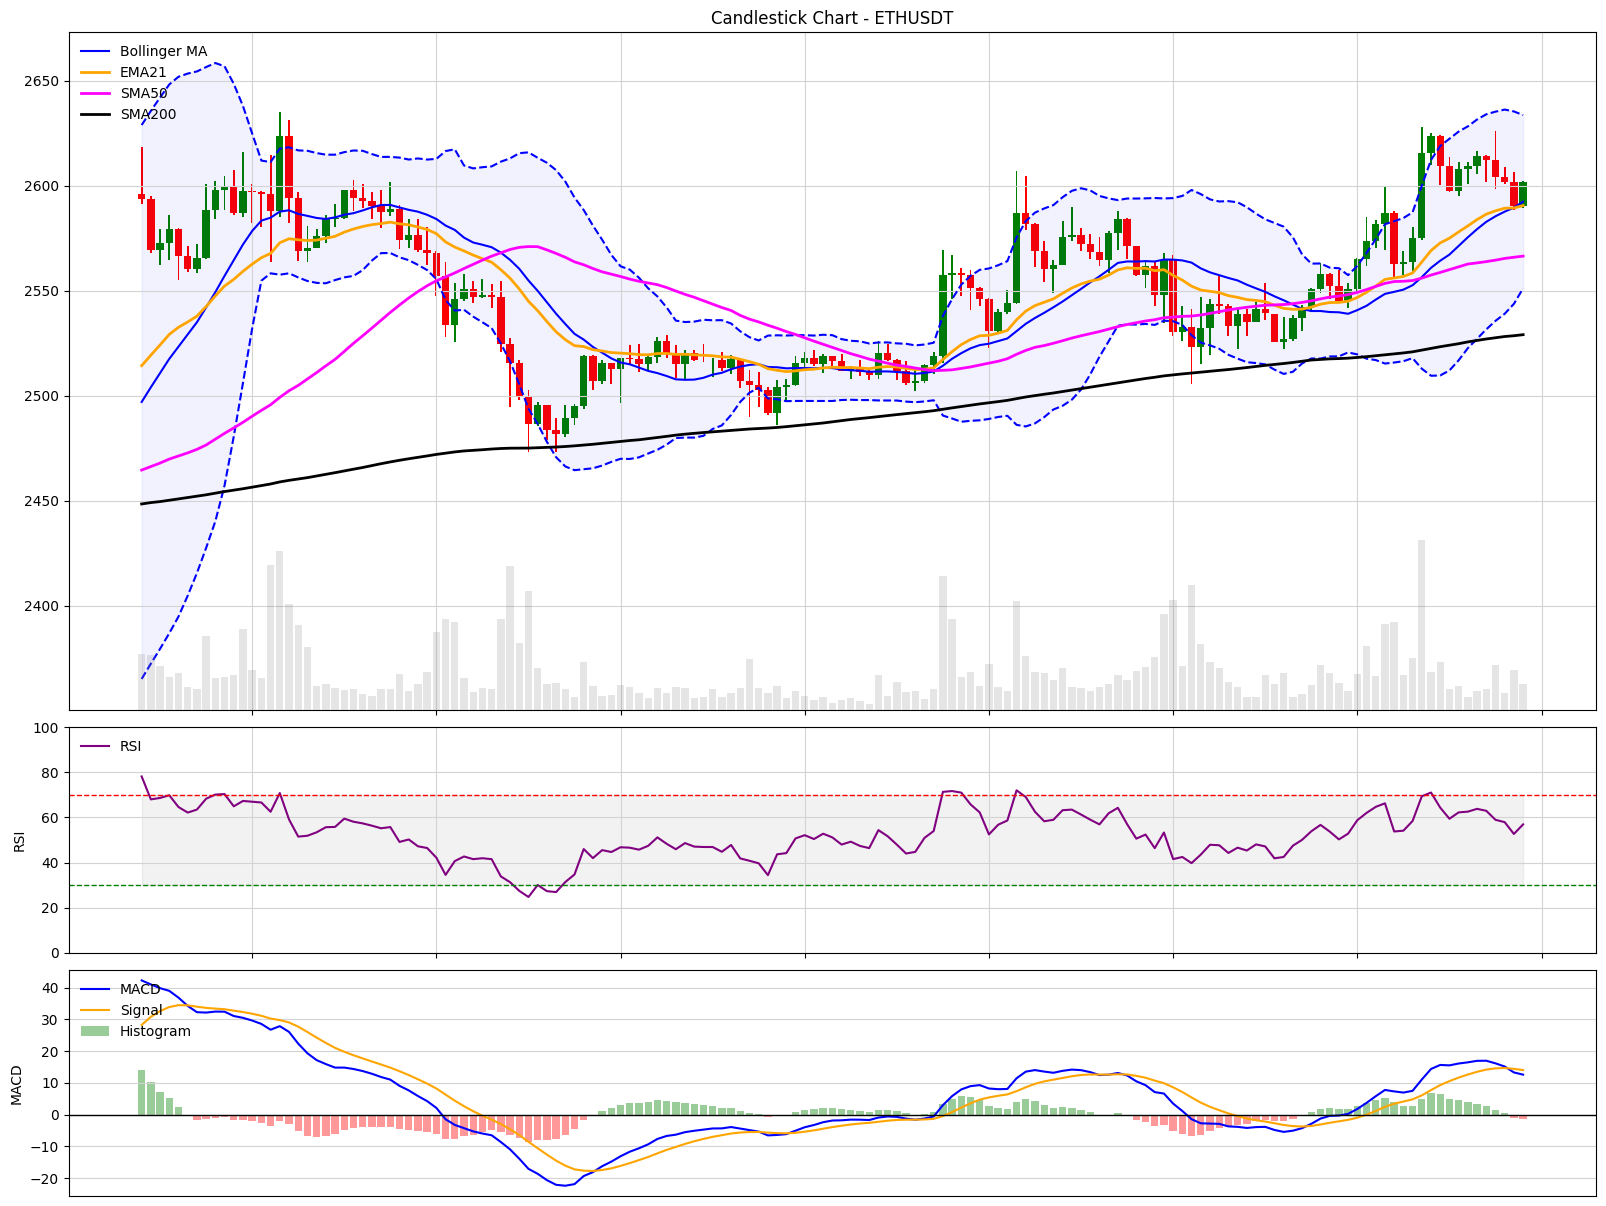 Candlestick Chart - ETHUSDT
Bollinger MA
EMA21
SMA50
SMA200
2650
2600
2550
2500
2450
2400
RSI
100
80
60
40
20
0
RSI
MACD
Signal
Histogram
40
30
20
10
0
−10
−20
MACD